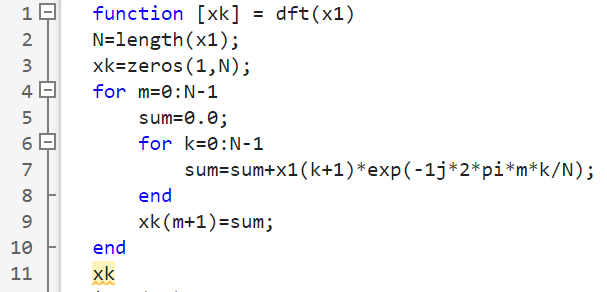 1 function [xk] = dft(x1)
2 N=length(x1);
3 xk=zeros(1,N);
4 for m=0:N-1
5 sum=0.0;
6 for k=0:N-1
7 sum=sum+x1(k+1)*exp(-1j*2*pi*m*k/N);
8 end
9 xk(m+1)=sum;
10 end
11 xk